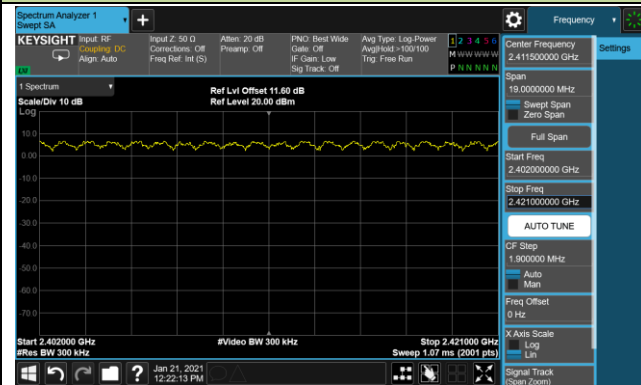 Spectrum Analyzer 1
Swept SA
Frequency
KEYSIGHT
Input: RF
Coupling: DC
Align: Auto
Input Z: 50 Ω
Corrections: Off
Freq Ref: Int (S)
Atten: 20 dB
Preamp: Off
PNO: Best Wide
Gate: Off
IF Gain: Low
Sig Track: Off
Avg Type: Log-Power
Avg|Hold:>100/100
Trig: Free Run
1 2 3 4 5 6
M W W W W W
P N N N N N
1 Spectrum
Scale/Div 10 dB
Log
Ref Lvl Offset 11.60 dB
Ref Level 20.00 dBm
10.0
0.00
-10.0
-20.0
-30.0
-40.0
-50.0
-60.0
-70.0
Start 2.402000 GHz
#Res BW 300 kHz
#Video BW 300 kHz
Stop 2.421000 GHz
Sweep 1.07 ms (2001 pts)
Jan 21, 2021
12:22:13 PM
Center Frequency
2.411500000 GHz
Settings
Span
19.0000000 MHz
Swept Span
Zero Span
Full Span
Start Freq
2.402000000 GHz
Stop Freq
2.421000000 GHz
AUTO TUNE
CF Step
1.900000 MHz
Auto
Man
Freq Offset
0 Hz
X Axis Scale
Log
Lin
Signal Track
(Span Zoom)